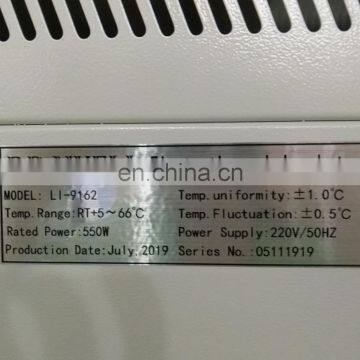 en.china.cn
MODEL: LI-9162 Temp.uniformity:±1.0℃
Temp.Range:RT+5~66℃ Temp.Fluctuation:±0.5℃
Rated Power:550W Power Supply:220V/50HZ
Production Date:July.2019 Series No.:05111919